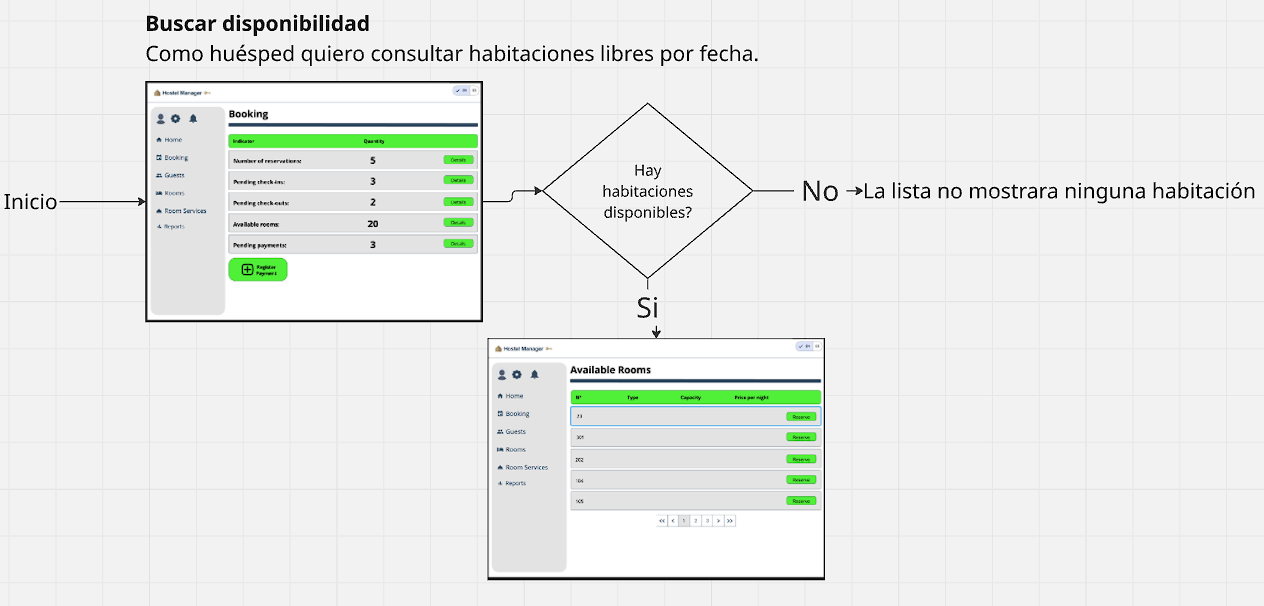 Buscar disponibilidad
Como huésped quiero consultar habitaciones libres por fecha.
Inicio
Hostel Manager
Home
Booking
Guests
Rooms
Room Services
Reports
Booking
Indicator Quantity
Number of reservations: 5 Details
Pending check-ins: 3 Details
Pending check-outs: 2 Details
Available rooms: 20 Details
Pending payments: 3 Details
Register
Payment
Hay
habitaciones
disponibles?
No
La lista no mostrara ninguna habitación
Si
Hostel Manager
Home
Booking
Guests
Rooms
Room Services
Reports
Available Rooms
N° Type Capacity Price per night
Reserve
301 Reserve
202 Reserve
104 Reserve
105 Reserve
<< < 1 2 3 > >>